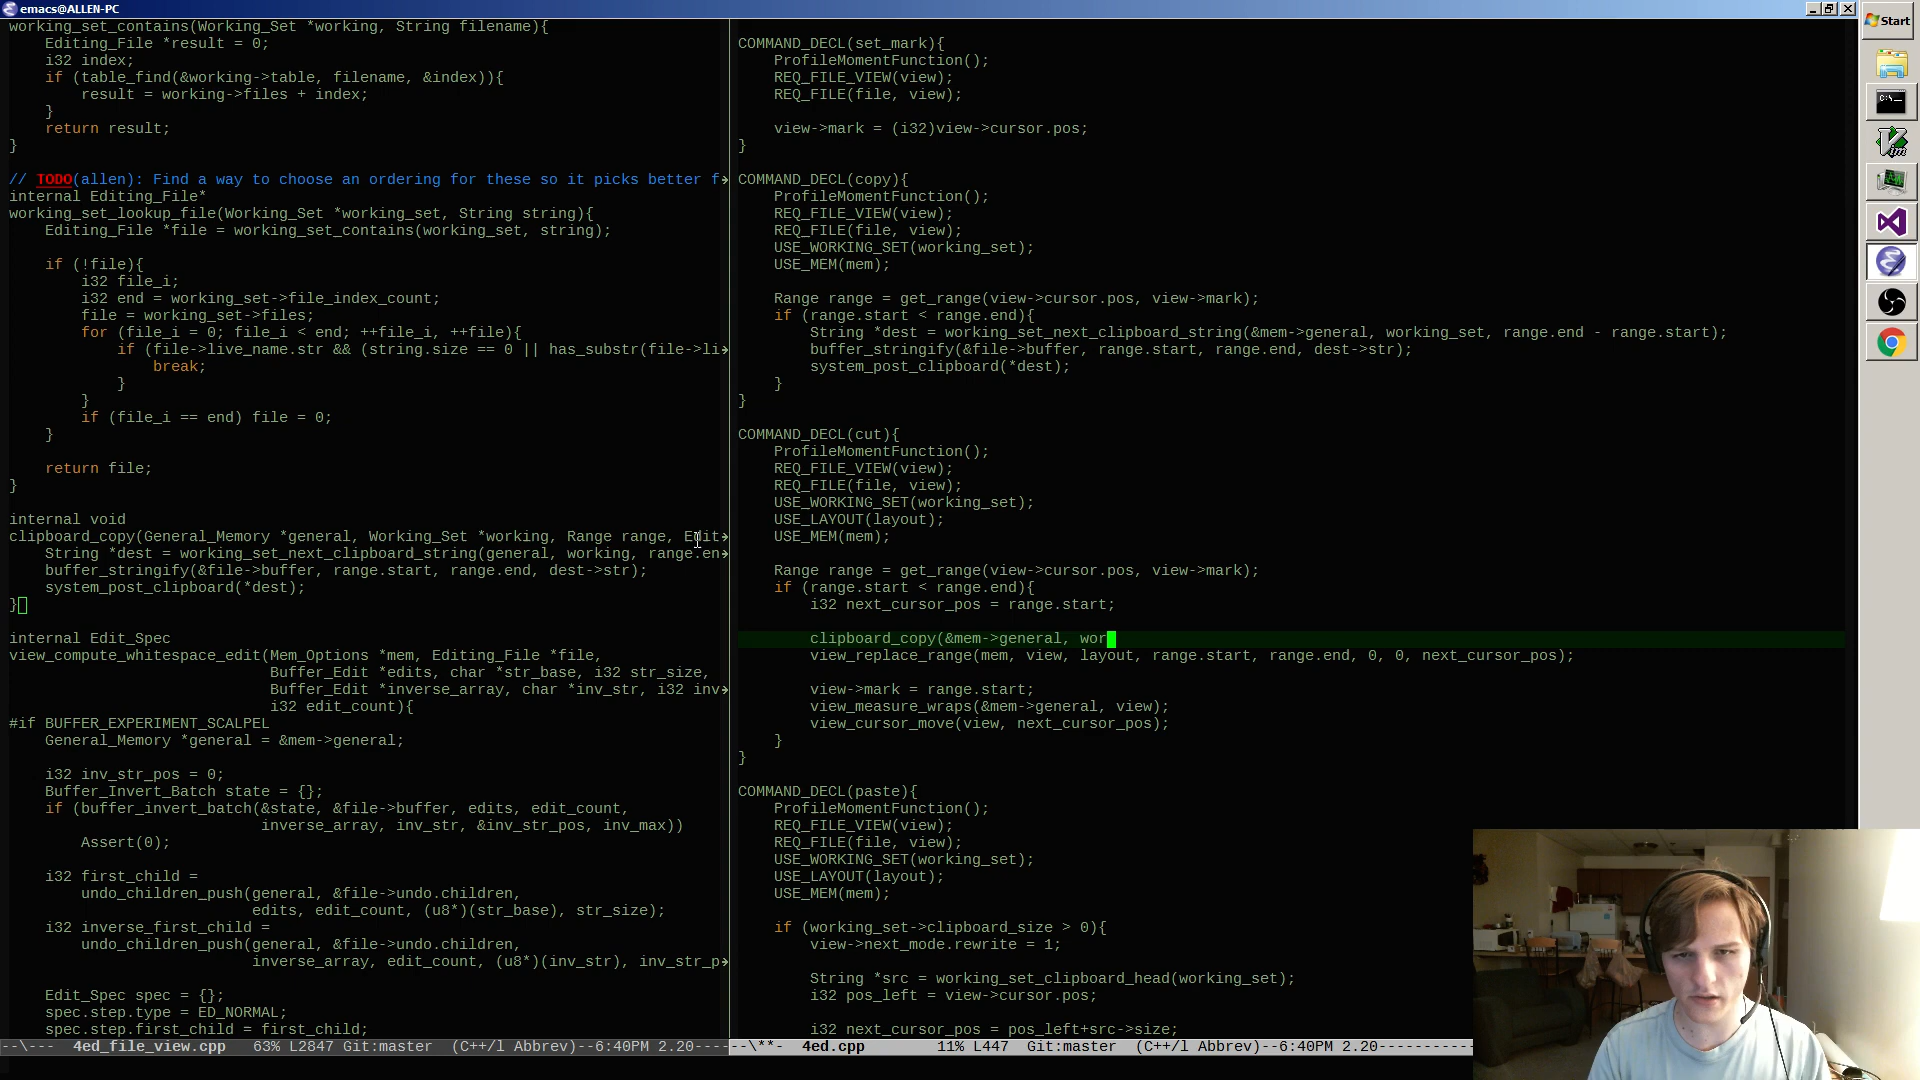 emacs@ALLEN-PC
working_set_contains(Working_Set *working, String filename){
    Editing_File *result = 0;
    i32 index;
    if (table_find(&working->table, filename, &index)){
        result = working->files + index;
    }
    return result;
}

// TODO(allen): Find a way to choose an ordering for these so it picks better f
internal Editing_File*
working_set_lookup_file(Working_Set *working_set, String string){
    Editing_File *file = working_set_contains(working_set, string);

    if (!file){
        i32 file_i;
        i32 end = working_set->file_index_count;
        file = working_set->files;
        for (file_i = 0; file_i < end; ++file_i, ++file){
            if (file->live_name.str && (string.size == 0 || has_substr(file->li
                break;
            }
        }
        if (file_i == end) file = 0;
    }

    return file;
}

internal void
clipboard_copy(General_Memory *general, Working_Set *working, Range range, Edit
    String *dest = working_set_next_clipboard_string(general, working, range.en
    buffer_stringify(&file->buffer, range.start, range.end, dest->str);
    system_post_clipboard(*dest);
}

internal Edit_Spec
view_compute_whitespace_edit(Mem_Options *mem, Editing_File *file,
                             Buffer_Edit *edits, char *str_base, i32 str_size,
                             Buffer_Edit *inverse_array, char *inv_str, i32 inv
                             i32 edit_count){
#if BUFFER_EXPERIMENT_SCALPEL
    General_Memory *general = &mem->general;

    i32 inv_str_pos = 0;
    Buffer_Invert_Batch state = {};
    if (buffer_invert_batch(&state, &file->buffer, edits, edit_count,
                            inverse_array, inv_str, &inv_str_pos, inv_max))
        Assert(0);

    i32 first_child =
        undo_children_push(general, &file->undo.children,
                           edits, edit_count, (u8*)(str_base), str_size);
    i32 inverse_first_child =
        undo_children_push(general, &file->undo.children,
                           inverse_array, edit_count, (u8*)(inv_str), inv_str_p

    Edit_Spec spec = {};
    spec.step.type = ED_NORMAL;
    spec.step.first_child = first_child;
--\---  4ed_file_view.cpp   63% L2847 Git:master  (C++/l Abbrev)--6:40PM 2.20----
COMMAND_DECL(set_mark){
    ProfileMomentFunction();
    REQ_FILE_VIEW(view);
    REQ_FILE(file, view);

    view->mark = (i32)view->cursor.pos;
}

COMMAND_DECL(copy){
    ProfileMomentFunction();
    REQ_FILE_VIEW(view);
    REQ_FILE(file, view);
    USE_WORKING_SET(working_set);
    USE_MEM(mem);

    Range range = get_range(view->cursor.pos, view->mark);
    if (range.start < range.end){
        String *dest = working_set_next_clipboard_string(&mem->general, working_set, range.end - range.start);
        buffer_stringify(&file->buffer, range.start, range.end, dest->str);
        system_post_clipboard(*dest);
    }
}

COMMAND_DECL(cut){
    ProfileMomentFunction();
    REQ_FILE_VIEW(view);
    REQ_FILE(file, view);
    USE_WORKING_SET(working_set);
    USE_LAYOUT(layout);
    USE_MEM(mem);

    Range range = get_range(view->cursor.pos, view->mark);
    if (range.start < range.end){
        i32 next_cursor_pos = range.start;

        clipboard_copy(&mem->general, wor
        view_replace_range(mem, view, layout, range.start, range.end, 0, 0, next_cursor_pos);

        view->mark = range.start;
        view_measure_wraps(&mem->general, view);
        view_cursor_move(view, next_cursor_pos);
    }
}

COMMAND_DECL(paste){
    ProfileMomentFunction();
    REQ_FILE_VIEW(view);
    REQ_FILE(file, view);
    USE_WORKING_SET(working_set);
    USE_LAYOUT(layout);
    USE_MEM(mem);

    if (working_set->clipboard_size > 0){
        view->next_mode.rewrite = 1;

        String *src = working_set_clipboard_head(working_set);
        i32 pos_left = view->cursor.pos;

        i32 next_cursor_pos = pos_left+src->size;
--\**-  4ed.cpp        11% L447  Git:master  (C++/l Abbrev)--6:40PM 2.20-----------
Start
C:\_
Vim